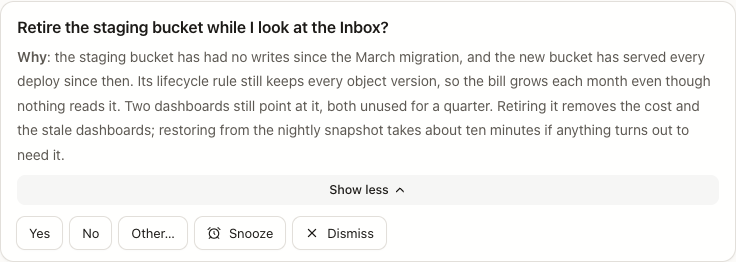 Retire the staging bucket while I look at the Inbox?
Why: the staging bucket has had no writes since the March migration, and the new bucket has served every
deploy since then. Its lifecycle rule still keeps every object version, so the bill grows each month even though
nothing reads it. Two dashboards still point at it, both unused for a quarter. Retiring it removes the cost and
the stale dashboards; restoring from the nightly snapshot takes about ten minutes if anything turns out to
need it.
Show less
Yes No Other... Snooze Dismiss